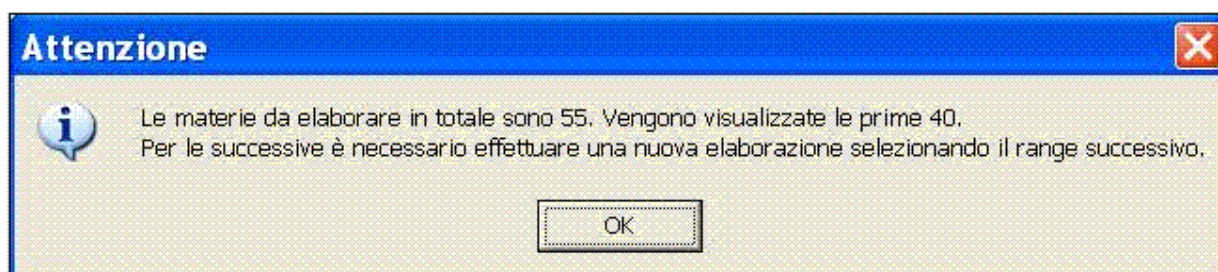 Attenzione
Le materie da elaborare in totale sono 55. Vengono visualizzate le prime 40.
Per le successive è necessario effettuare una nuova elaborazione selezionando il range successivo.
OK